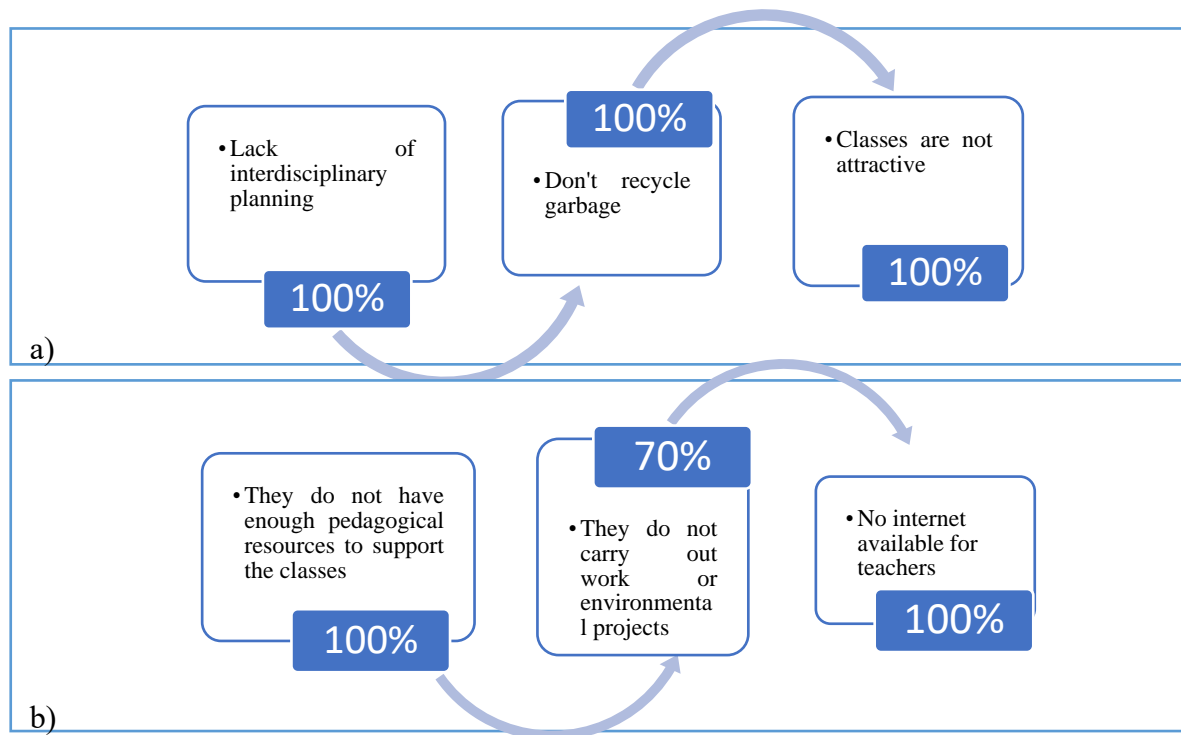 •Lack of
interdisciplinary
planning
100%
100%
•Don't recycle
garbage
•Classes are not
attractive
100%
a)
•They do not have
enough pedagogical
resources to support
the classes
100%
70%
•They do not
carry out
work or
environmenta
l projects
•No internet
available for
teachers
100%
b)